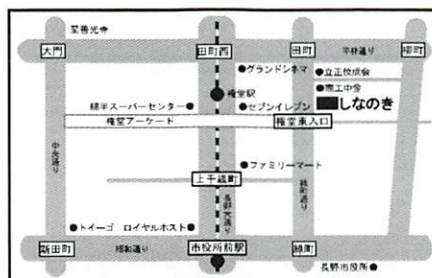 至善光寺
大門
田町西
田町
平林通り
柳町
●グランドシネマ
●立正佼成会
権堂駅
●商工中金
綿半スーパーセンター●
●セブンイレブン
しなのき
権堂アーケード
権堂東入口
中央通り
●ファミリーマート
上千歳町
長野大通り
緑町通り
●トイーゴ
ロイヤルホスト●
新田町
昭和通り
市役所前駅
緑町
長野市役所●